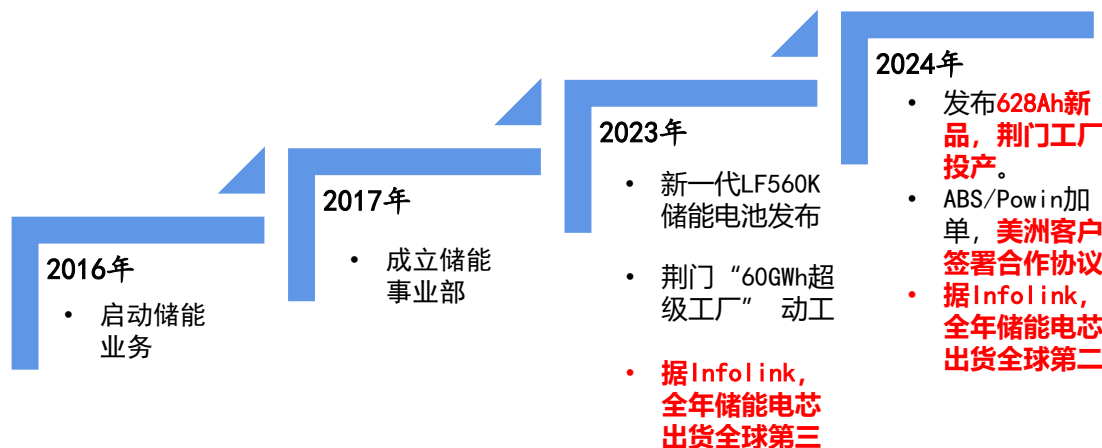 2016年
• 启动储能
业务
2017年
• 成立储能
事业部
2023年
• 新一代LF560K
储能电池发布
• 荆门“60GWh超
级工厂” 动工
• 据Infolink,
全年储能电芯
出货全球第三
2024年
• 发布628Ah新
品，荆门工厂
投产。
• ABS/Powin加
单，美洲客户
签署合作协议
• 据Infolink,
全年储能电芯
出货全球第二